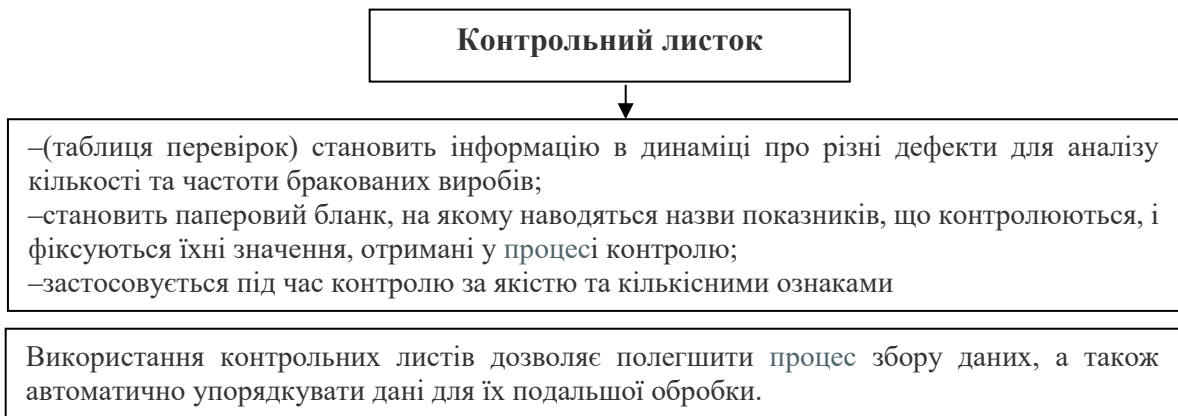 Контрольний листок
–(таблиця перевірок) становить інформацію в динаміці про різні дефекти для аналізу
кількості та частоти бракованих виробів;
–становить паперовий бланк, на якому наводяться назви показників, що контролюються, і
фіксуються їхні значення, отримані у процесі контролю;
–застосовується під час контролю за якістю та кількісними ознаками
Використання контрольних листів дозволяє полегшити процес збору даних, а також
автоматично упорядкувати дані для їх подальшої обробки.